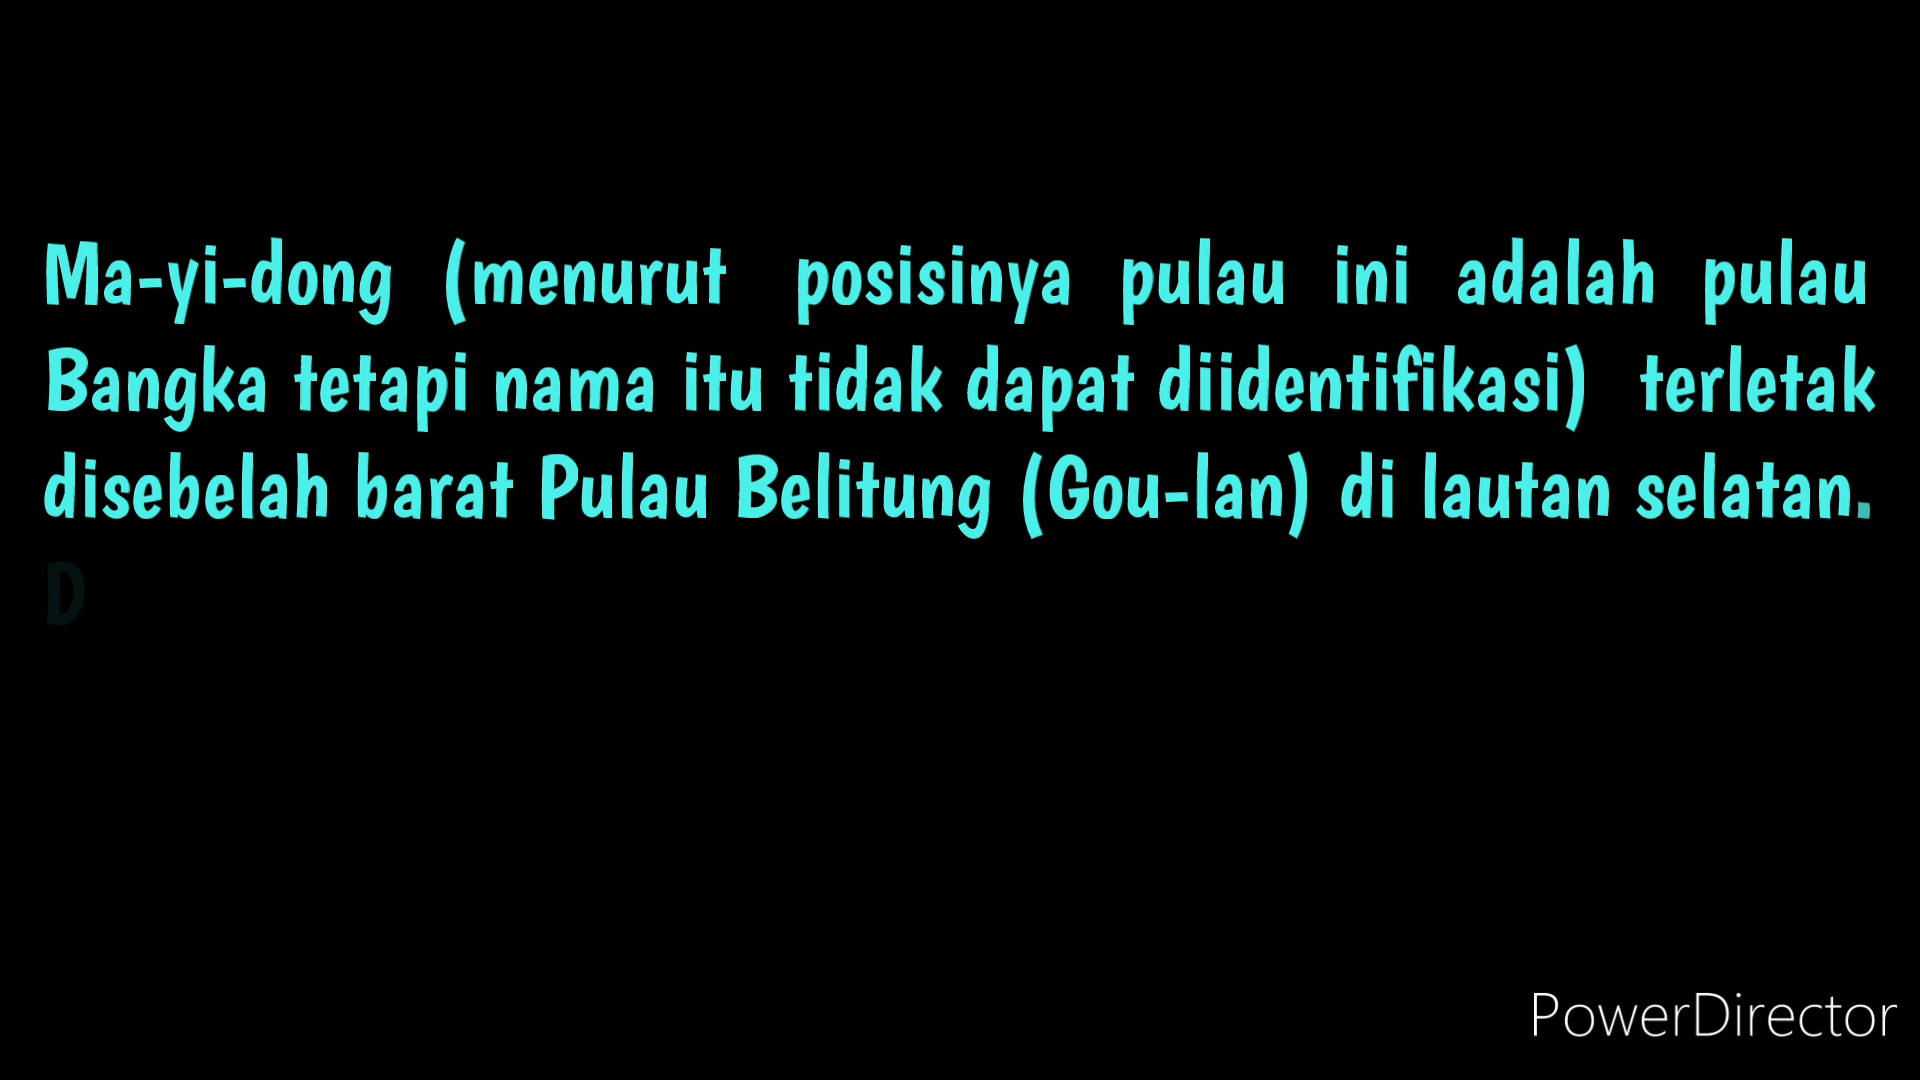 Ma-yi-dong (menurut posisinya pulau ini adalah pulau
Bangka tetapi nama itu tidak dapat diidentifikasi) terletak
disebelah barat Pulau Belitung (Gou-lan) di lautan selatan.
D
PowerDirector